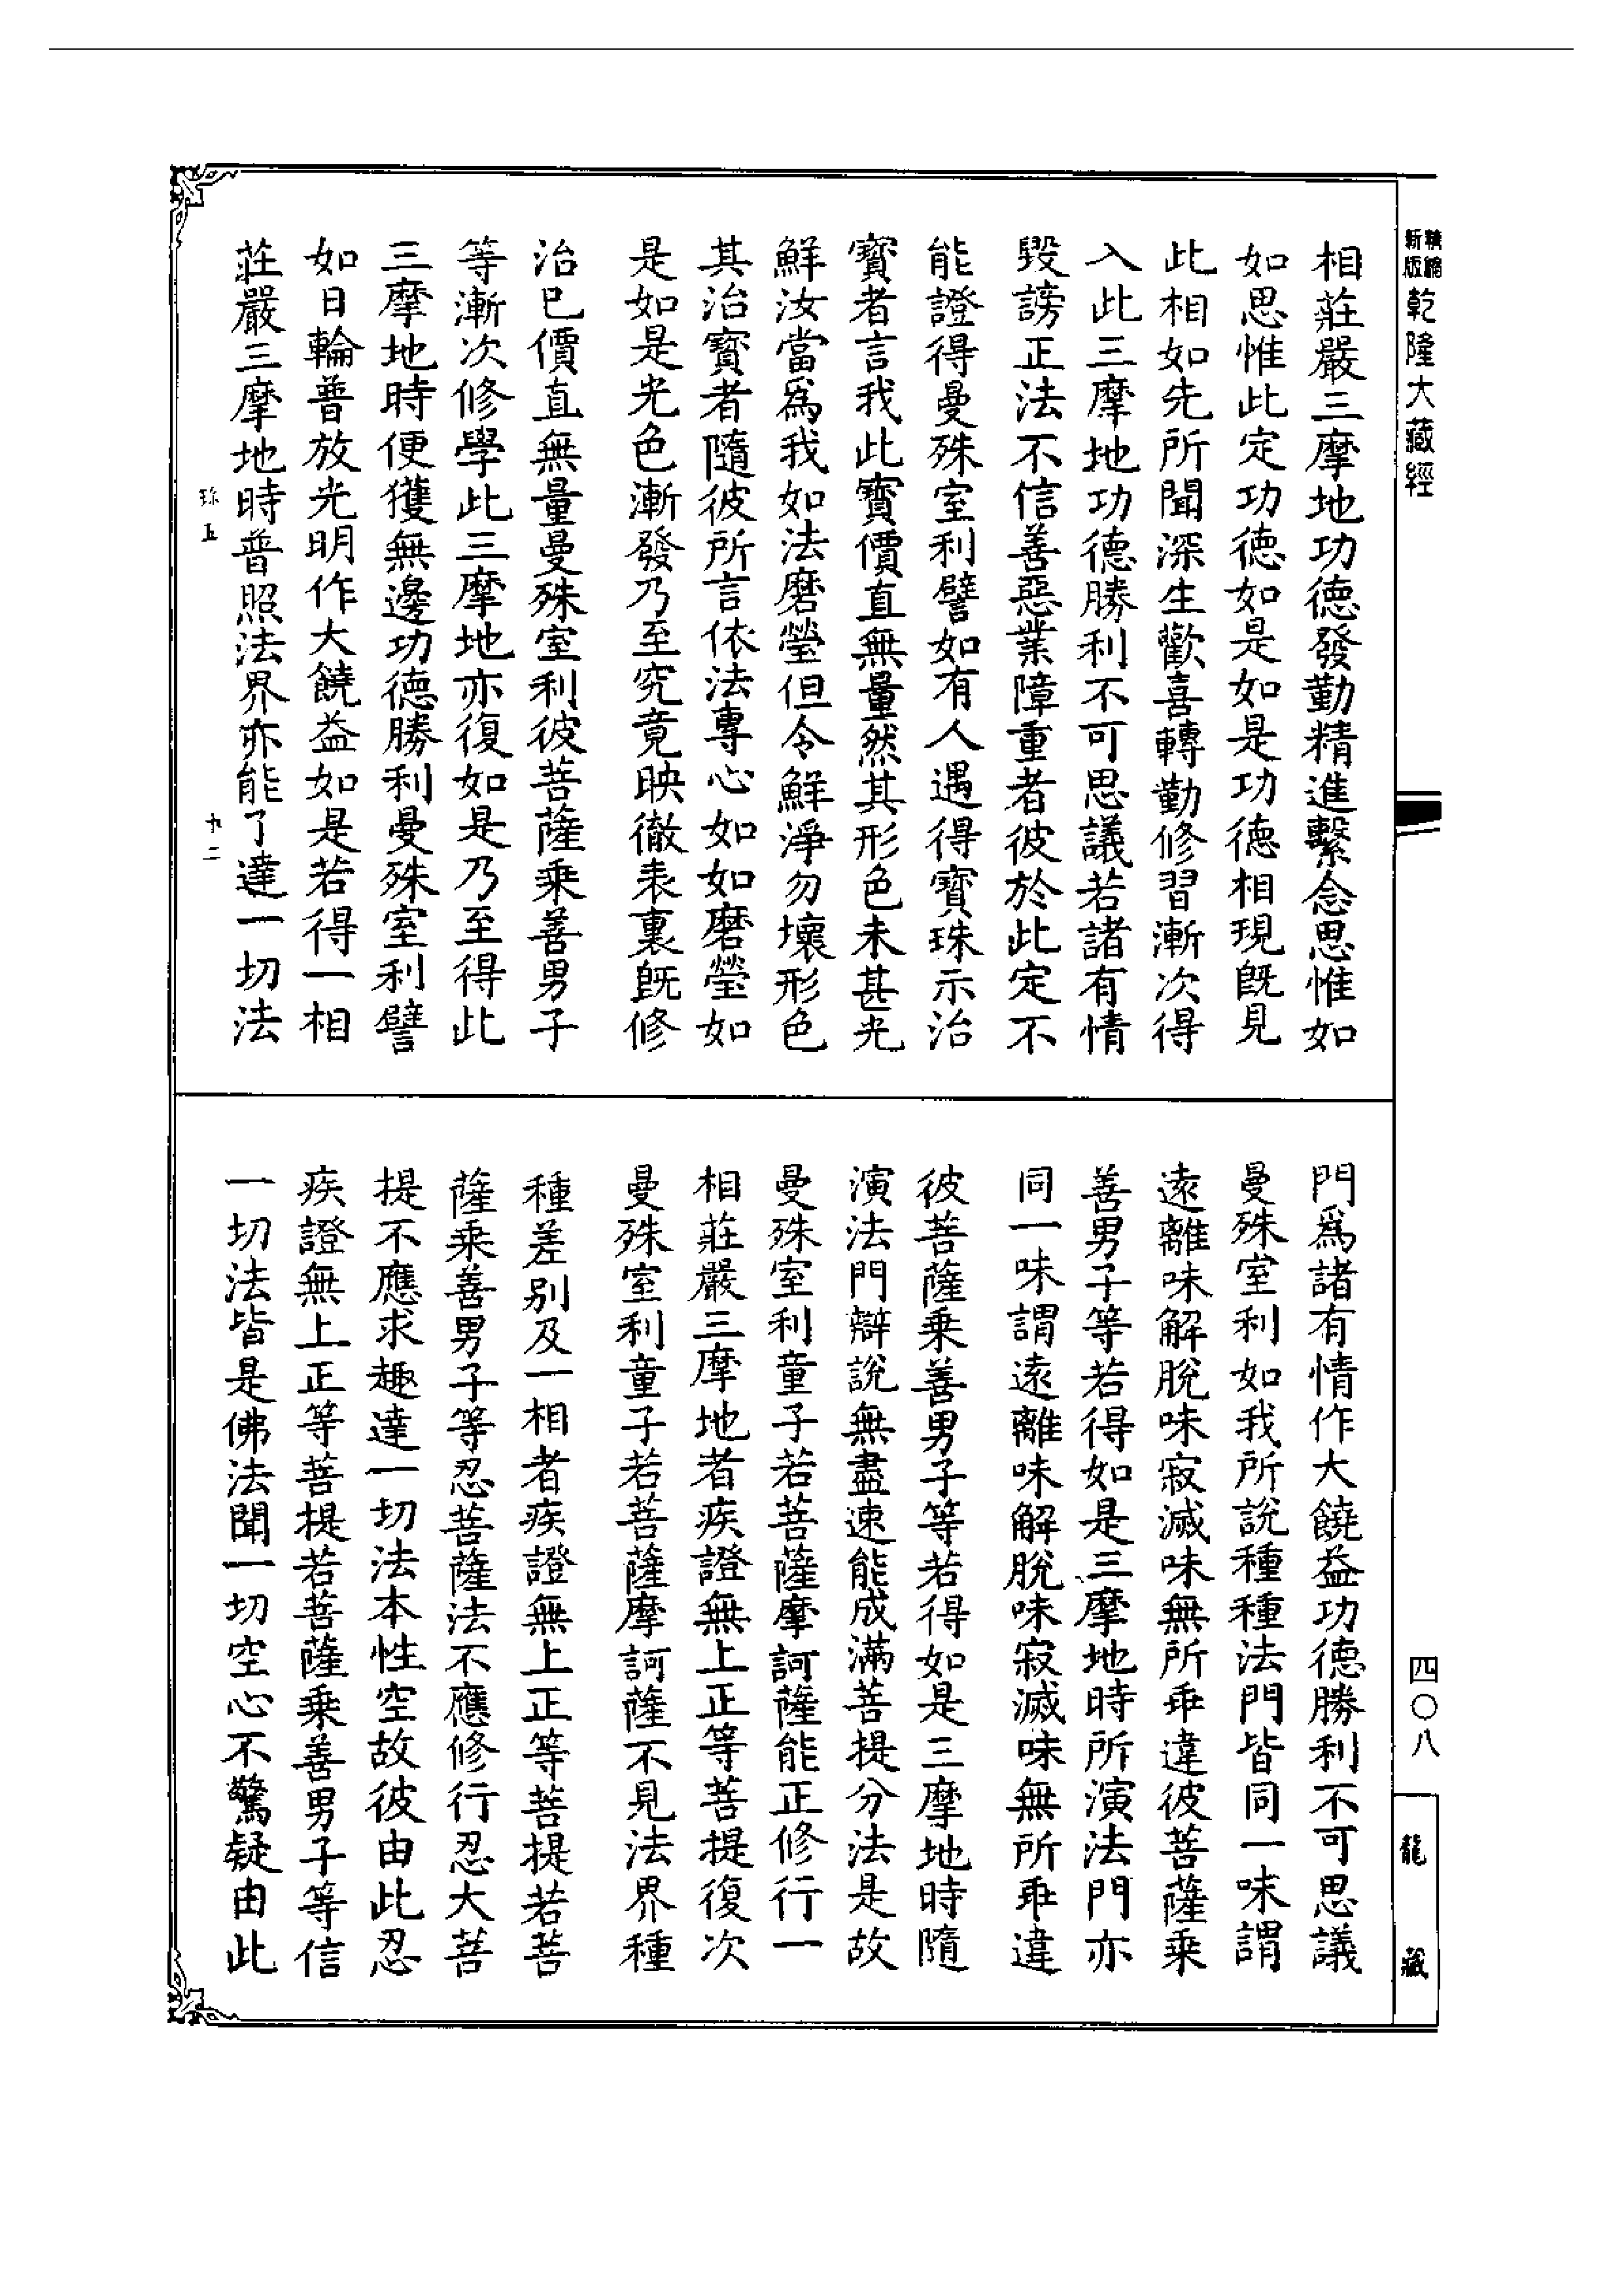 精縮新版乾隆大藏經
相莊嚴三摩地功德發勤精進繫念思惟如
如思惟此定功德如是如是功德相現既見
此相如先所聞深生歡喜轉勤修習漸次得
入此三摩地功德勝利不可思議若諸有情
毀謗正法不信善惡業障重者彼於此定不
能證得曼殊室利譬如有人遇得寶珠示治
寶者言我此寶價直無量然其形色未甚光
鮮汝當為我如法磨瑩但令鮮淨勿壞形色
其治寶者隨彼所言依法專心如如磨瑩如
是如是光色漸發乃至究竟映徹表裏既修
治已價直無量曼殊室利彼菩薩乘善男子
等漸次修學此三摩地亦復如是乃至得此
三摩地時便獲無邊功德勝利曼殊室利譬
如日輪普放光明作大饒益如是若得一相
莊嚴三摩地時普照法界亦能了達一切法
珠五
十二
門為諸有情作大饒益功德勝利不可思議
曼殊室利如我所說種種法門皆同一味謂
遠離味解脫味寂滅味無所乖違彼菩薩乘
善男子等若得如是三摩地時所演法門亦
同一味謂遠離味解脫味寂滅味無所乖違
彼菩薩乘善男子等若得如是三摩地時隨
演法門辯說無盡速能成滿菩提分法是故
曼殊室利童子若菩薩摩訶薩能正修行一
相莊嚴三摩地者疾證無上正等菩提復次
曼殊室利童子若菩薩摩訶薩不見法界種
種差別及一相者疾證無上正等菩提若菩
薩乘善男子等忍菩薩法不應修行忍大菩
提不應求趣達一切法本性空故彼由此忍
疾證無上正等菩提若菩薩乘善男子等信
一切法皆是佛法聞一切空心不驚疑由此
四〇八
龍藏